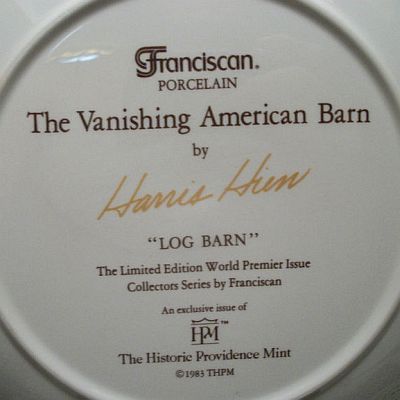 Franciscan®
PORCELAIN
The Vanishing American Barn
by
Harris Hien
"LOG BARN"
The Limited Edition World Premier Issue
Collectors Series by Franciscan
An exclusive issue of
HPM™
The Historic Providence Mint
©1983 THPM